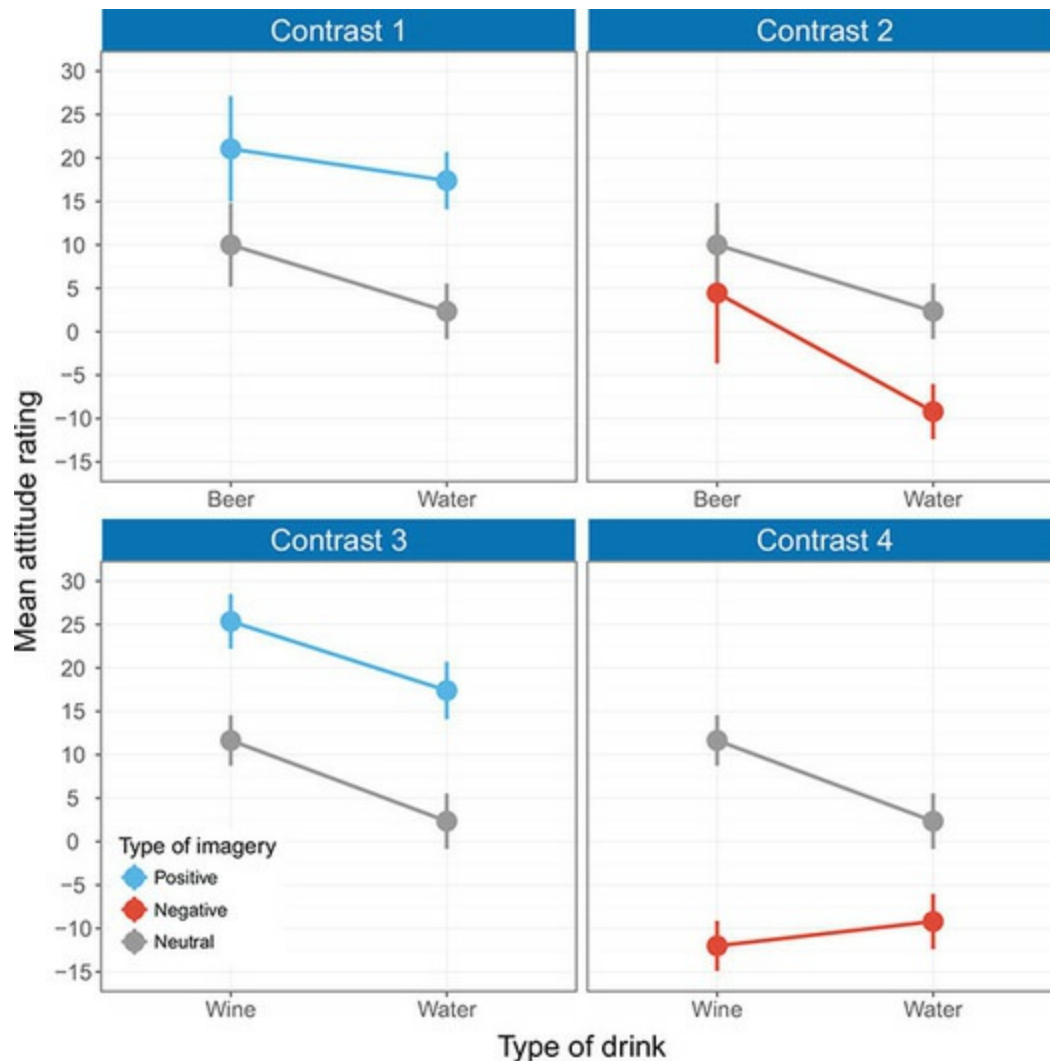 Contrast 1
Contrast 2
30
25
20
15
10
5
0
−5
−10
−15
Beer
Water
Beer
Water
Contrast 3
Contrast 4
30
25
20
15
10
5
0
−5
−10
−15
Type of imagery
Positive
Negative
Neutral
Wine
Water
Wine
Water
Mean attitude rating
Type of drink